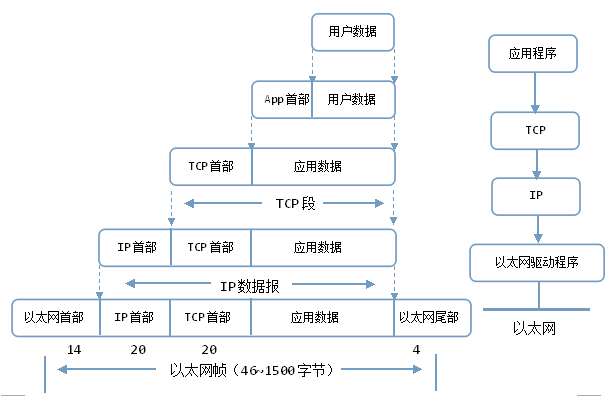 用户数据
App首部 用户数据
TCP首部 应用数据
TCP段
IP首部 TCP首部 应用数据
IP数据报
以太网首部 IP首部 TCP首部 应用数据 以太网尾部
14 20 20 4
以太网帧（46~1500字节）
应用程序
TCP
IP
以太网驱动程序
以太网